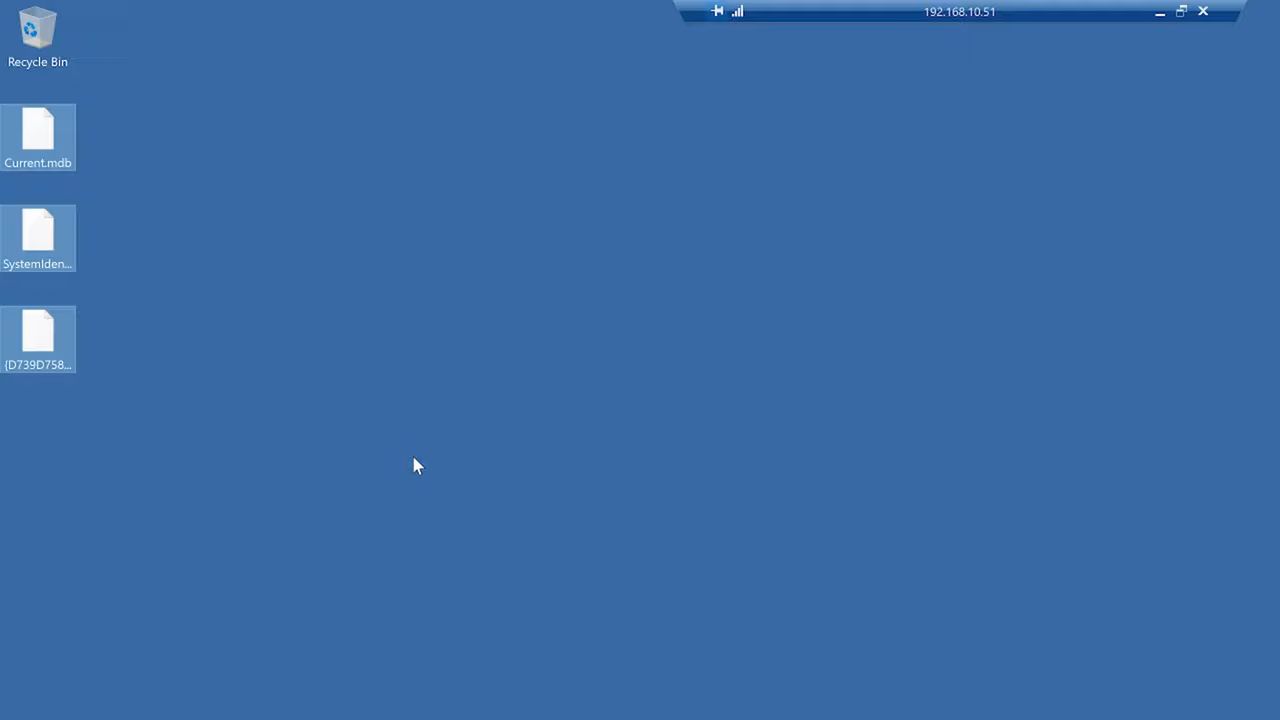 192.168.10.51
Recycle Bin
Current.mdb
SystemIden...
{D739D758...